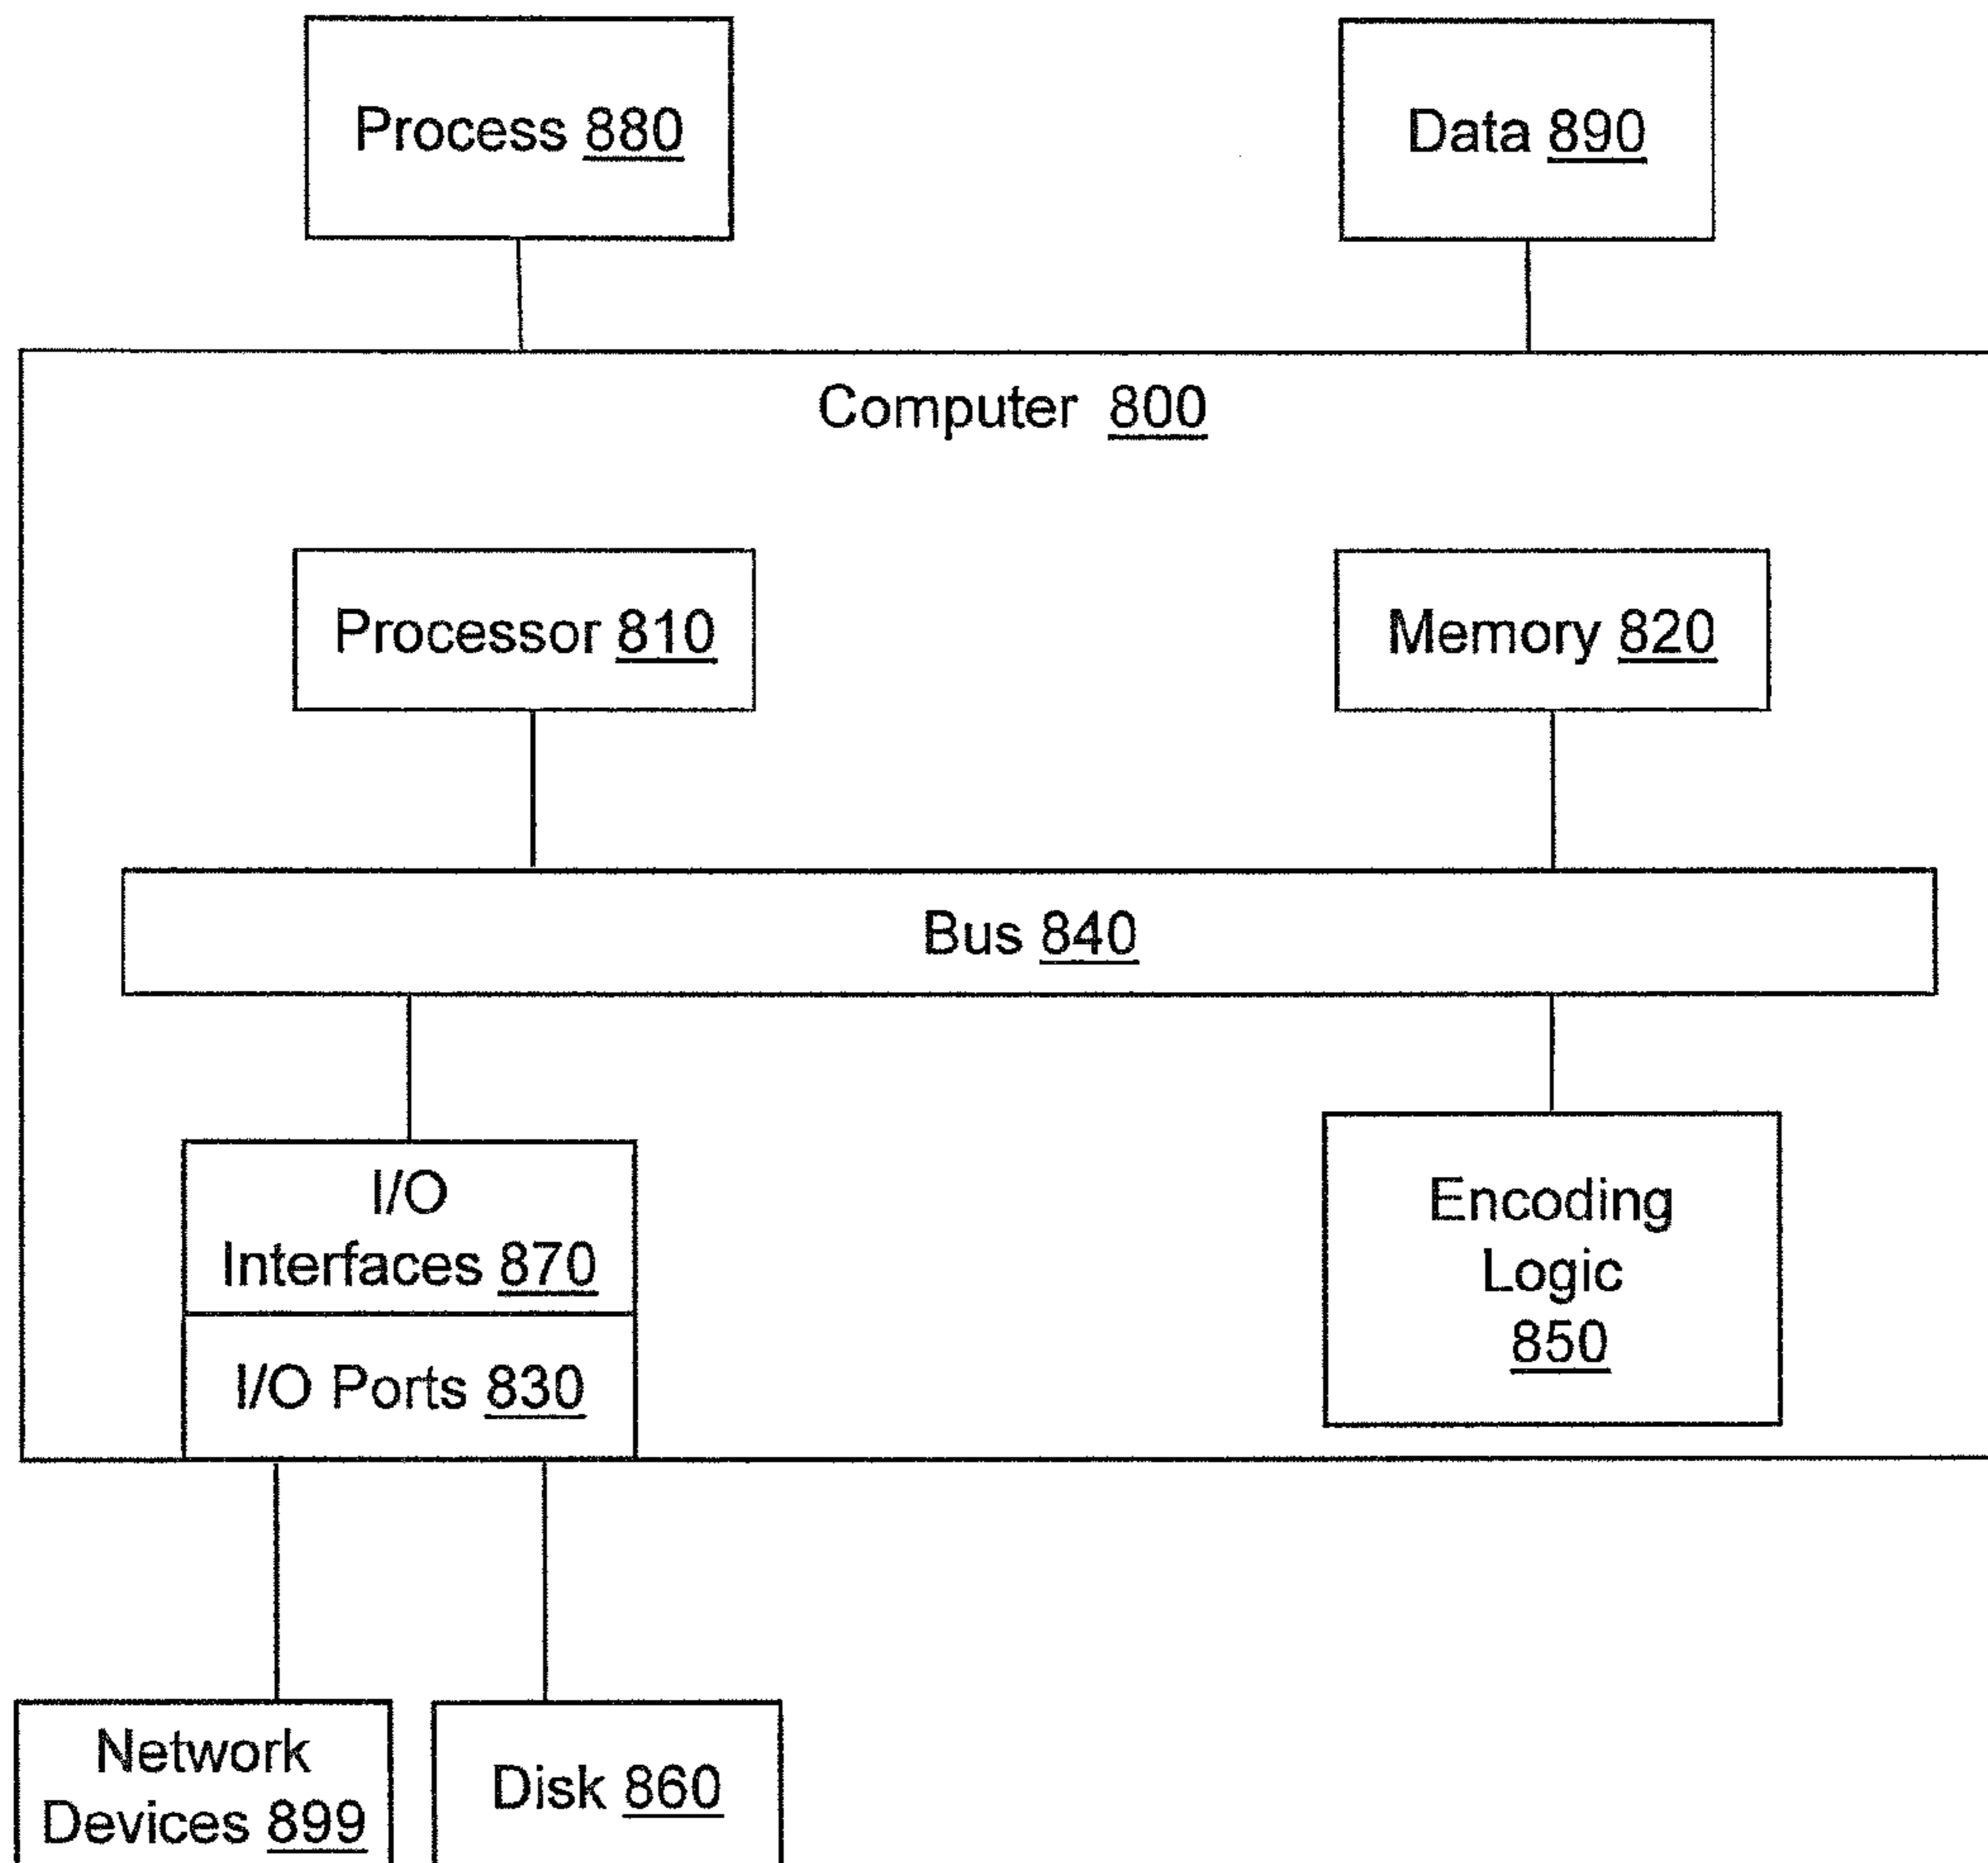 Process 880
Data 890
Computer 800
Processor 810
Memory 820
Bus 840
I/O
Interfaces 870
I/O Ports 830
Encoding
Logic
850
Network
Devices 899
Disk 860